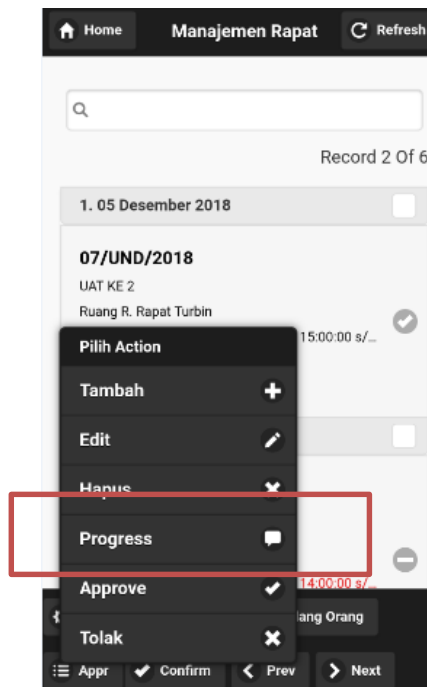 Home Manajemen Rapat Refresh
Record 2 Of 6
1. 05 Desember 2018
07/UND/2018
UAT KE 2
Ruang R. Rapat Turbin
15:00:00 s/...
Pilih Action
Tambah
Edit
Hapus
Progress
Approve
14:00:00 s/...
lang Orang
Tolak
Appr Confirm Prev Next